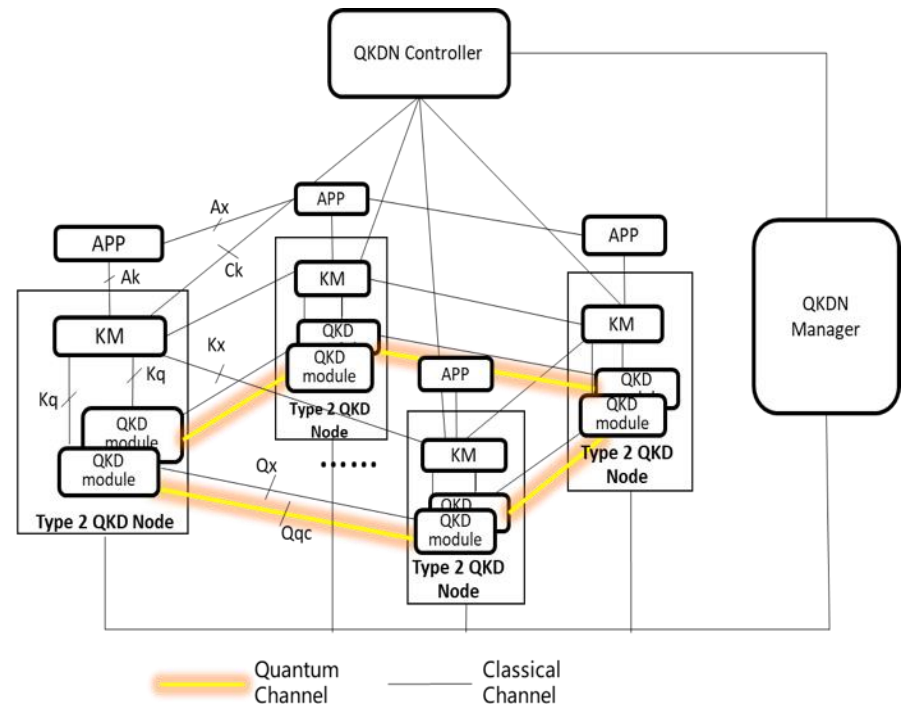 QKDN Controller
APP
Ax
APP
APP
Ck
Ak
KM
KM
QKDN
Manager
KM
Kx
QKD
Kq
Kq
QKD
module
APP
QKD
QKD
module
Type 2 QKD
Node
QKD
module
QKD
module
KM
Type 2 QKD
Node
......
QKD
module
Qx
QKD
Type 2 QKD Node
Qqc
QKD
module
Type 2 QKD
Node
Quantum
Channel
Classical
Channel